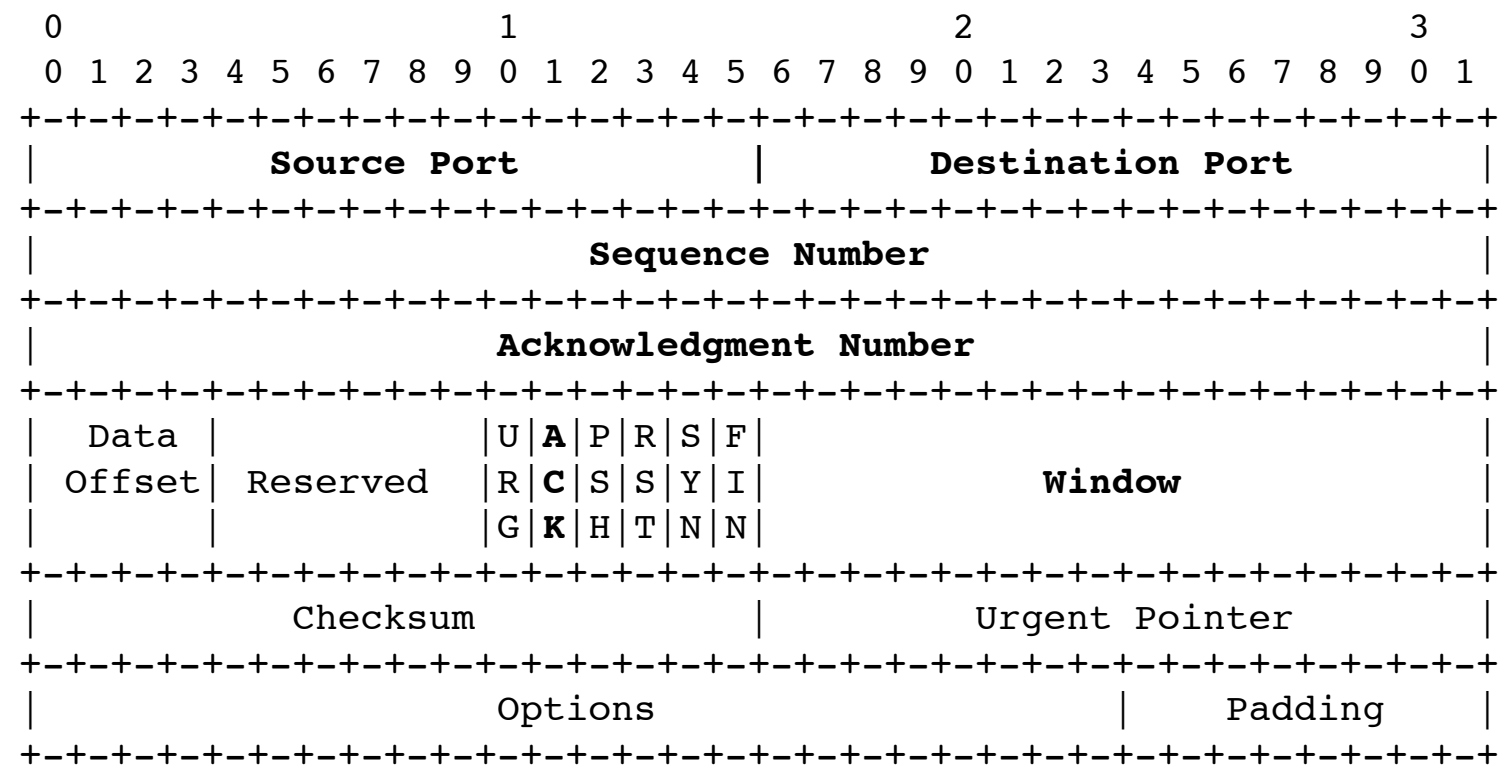 0                   1                   2                   3
 0 1 2 3 4 5 6 7 8 9 0 1 2 3 4 5 6 7 8 9 0 1 2 3 4 5 6 7 8 9 0 1
+-+-+-+-+-+-+-+-+-+-+-+-+-+-+-+-+-+-+-+-+-+-+-+-+-+-+-+-+-+-+-+-+
|          Source Port          |       Destination Port        |
+-+-+-+-+-+-+-+-+-+-+-+-+-+-+-+-+-+-+-+-+-+-+-+-+-+-+-+-+-+-+-+-+
|                        Sequence Number                        |
+-+-+-+-+-+-+-+-+-+-+-+-+-+-+-+-+-+-+-+-+-+-+-+-+-+-+-+-+-+-+-+-+
|                    Acknowledgment Number                      |
+-+-+-+-+-+-+-+-+-+-+-+-+-+-+-+-+-+-+-+-+-+-+-+-+-+-+-+-+-+-+-+-+
|  Data |           |U|A|P|R|S|F|                               |
| Offset| Reserved  |R|C|S|S|Y|I|            Window             |
|       |           |G|K|H|T|N|N|                               |
+-+-+-+-+-+-+-+-+-+-+-+-+-+-+-+-+-+-+-+-+-+-+-+-+-+-+-+-+-+-+-+-+
|           Checksum            |         Urgent Pointer        |
+-+-+-+-+-+-+-+-+-+-+-+-+-+-+-+-+-+-+-+-+-+-+-+-+-+-+-+-+-+-+-+-+
|                    Options                    |    Padding    |
+-+-+-+-+-+-+-+-+-+-+-+-+-+-+-+-+-+-+-+-+-+-+-+-+-+-+-+-+-+-+-+-+